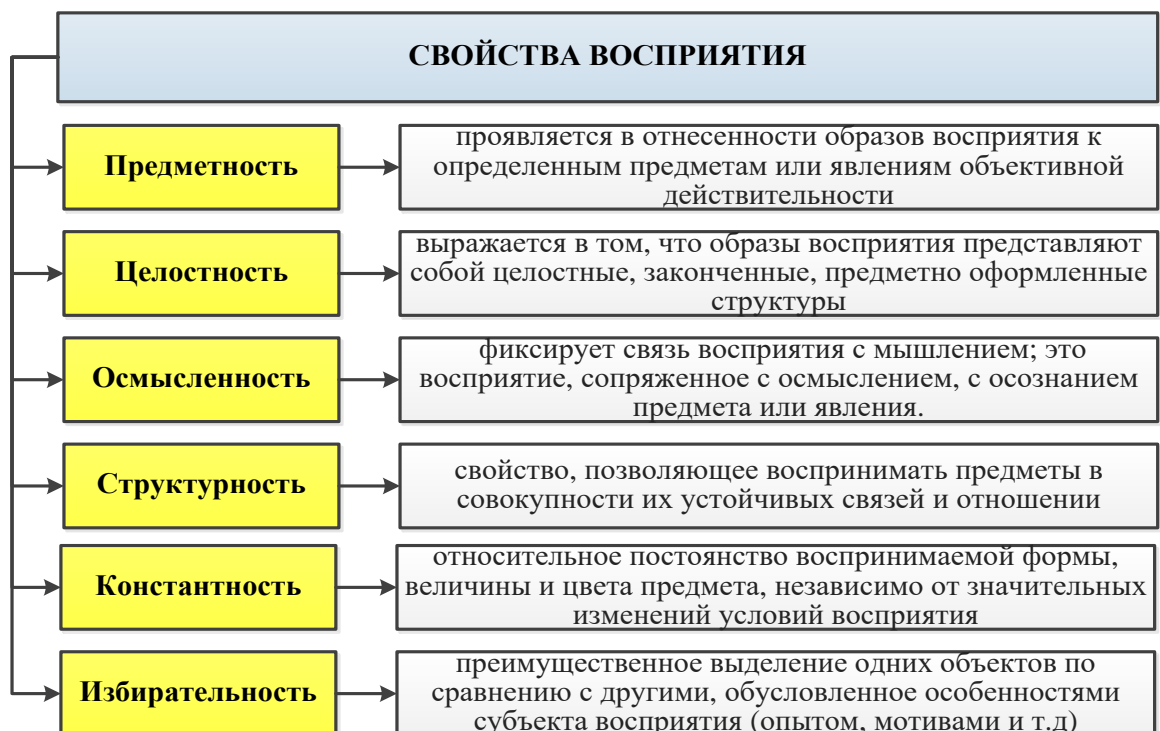 СВОЙСТВА ВОСПРИЯТИЯ
Предметность
проявляется в отнесенности образов восприятия к
определенным предметам или явлениям объективной
действительности
Целостность
выражается в том, что образы восприятия представляют
собой целостные, законченные, предметно оформленные
структуры
Осмысленность
фиксирует связь восприятия с мышлением; это
восприятие, сопряженное с осмыслением, с осознанием
предмета или явления.
Структурность
свойство, позволяющее воспринимать предметы в
совокупности их устойчивых связей и отношении
Константность
относительное постоянство воспринимаемой формы,
величины и цвета предмета, независимо от значительных
изменений условий восприятия
Избирательность
преимущественное выделение одних объектов по
сравнению с другими, обусловленное особенностями
субъекта восприятия (опытом, мотивами и т.д)